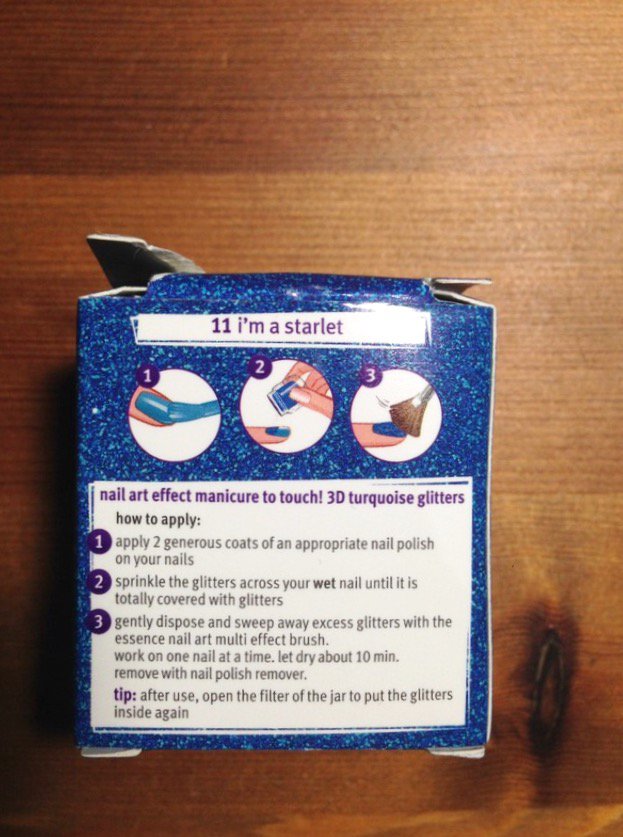 11 i'm a starlet
1 2 3
nail art effect manicure to touch! 3D turquoise glitters
how to apply:
1 apply 2 generous coats of an appropriate nail polish
on your nails
2 sprinkle the glitters across your wet nail until it is
totally covered with glitters
3 gently dispose and sweep away excess glitters with the
essence nail art multi effect brush.
work on one nail at a time. let dry about 10 min.
remove with nail polish remover.
tip: after use, open the filter of the jar to put the glitters
inside again